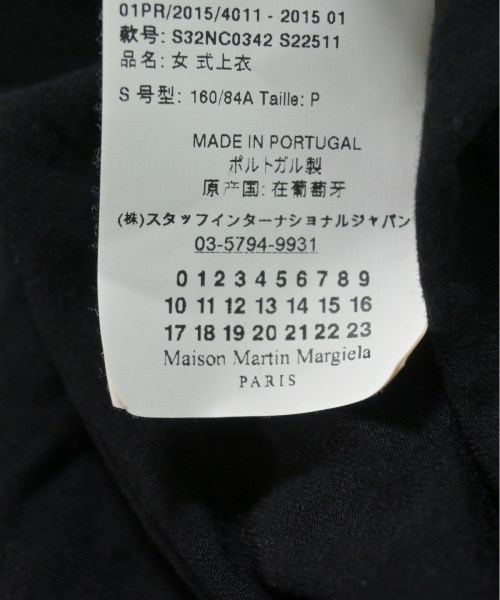 01PR/2015/4011 - 2015 01
款号: S32NC0342 S22511
品名: 女 式上衣
S 号型: 160/84A Taille: P
MADE IN PORTUGAL
ポルトガル製
原产国: 在葡萄牙
(株)スタッフインターナショナルジャパン
03-5794-9931
0 1 2 3 4 5 6 7 8 9
10 11 12 13 14 15 16
17 18 19 20 21 22 23
Maison Martin Margiela
PARIS